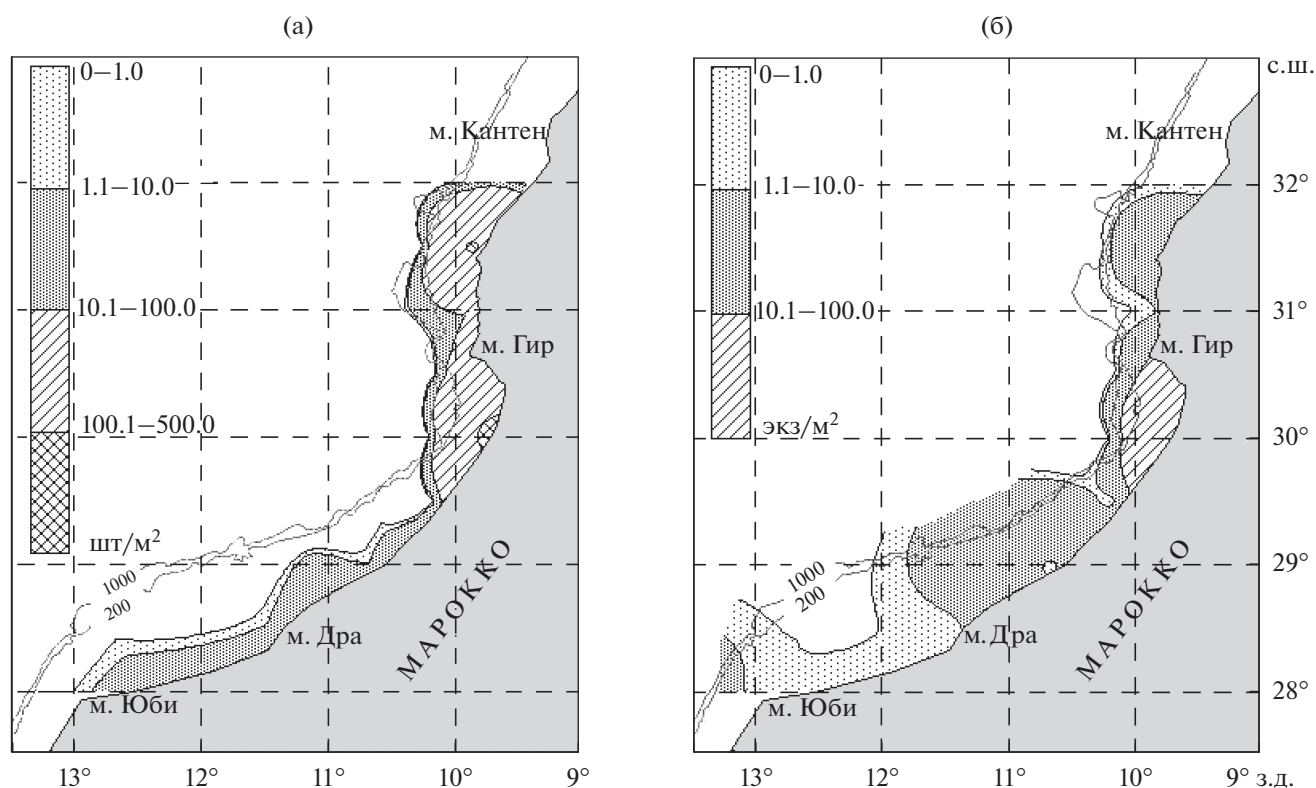 (а)
0–1.0
1.1–10.0
10.1–100.0
100.1–500.0
шт/м²
м. Кантен
м. Гир
м. Дра
м. Юби
МАРОККО
1000
200
13°
12°
11°
10°
9°
(б)
0–1.0
1.1–10.0
10.1–100.0
экз/м²
м. Кантен
м. Гир
м. Дра
м. Юби
МАРОККО
1000
200
с.ш.
32°
31°
30°
29°
28°
13°
12°
11°
10°
9° з.д.